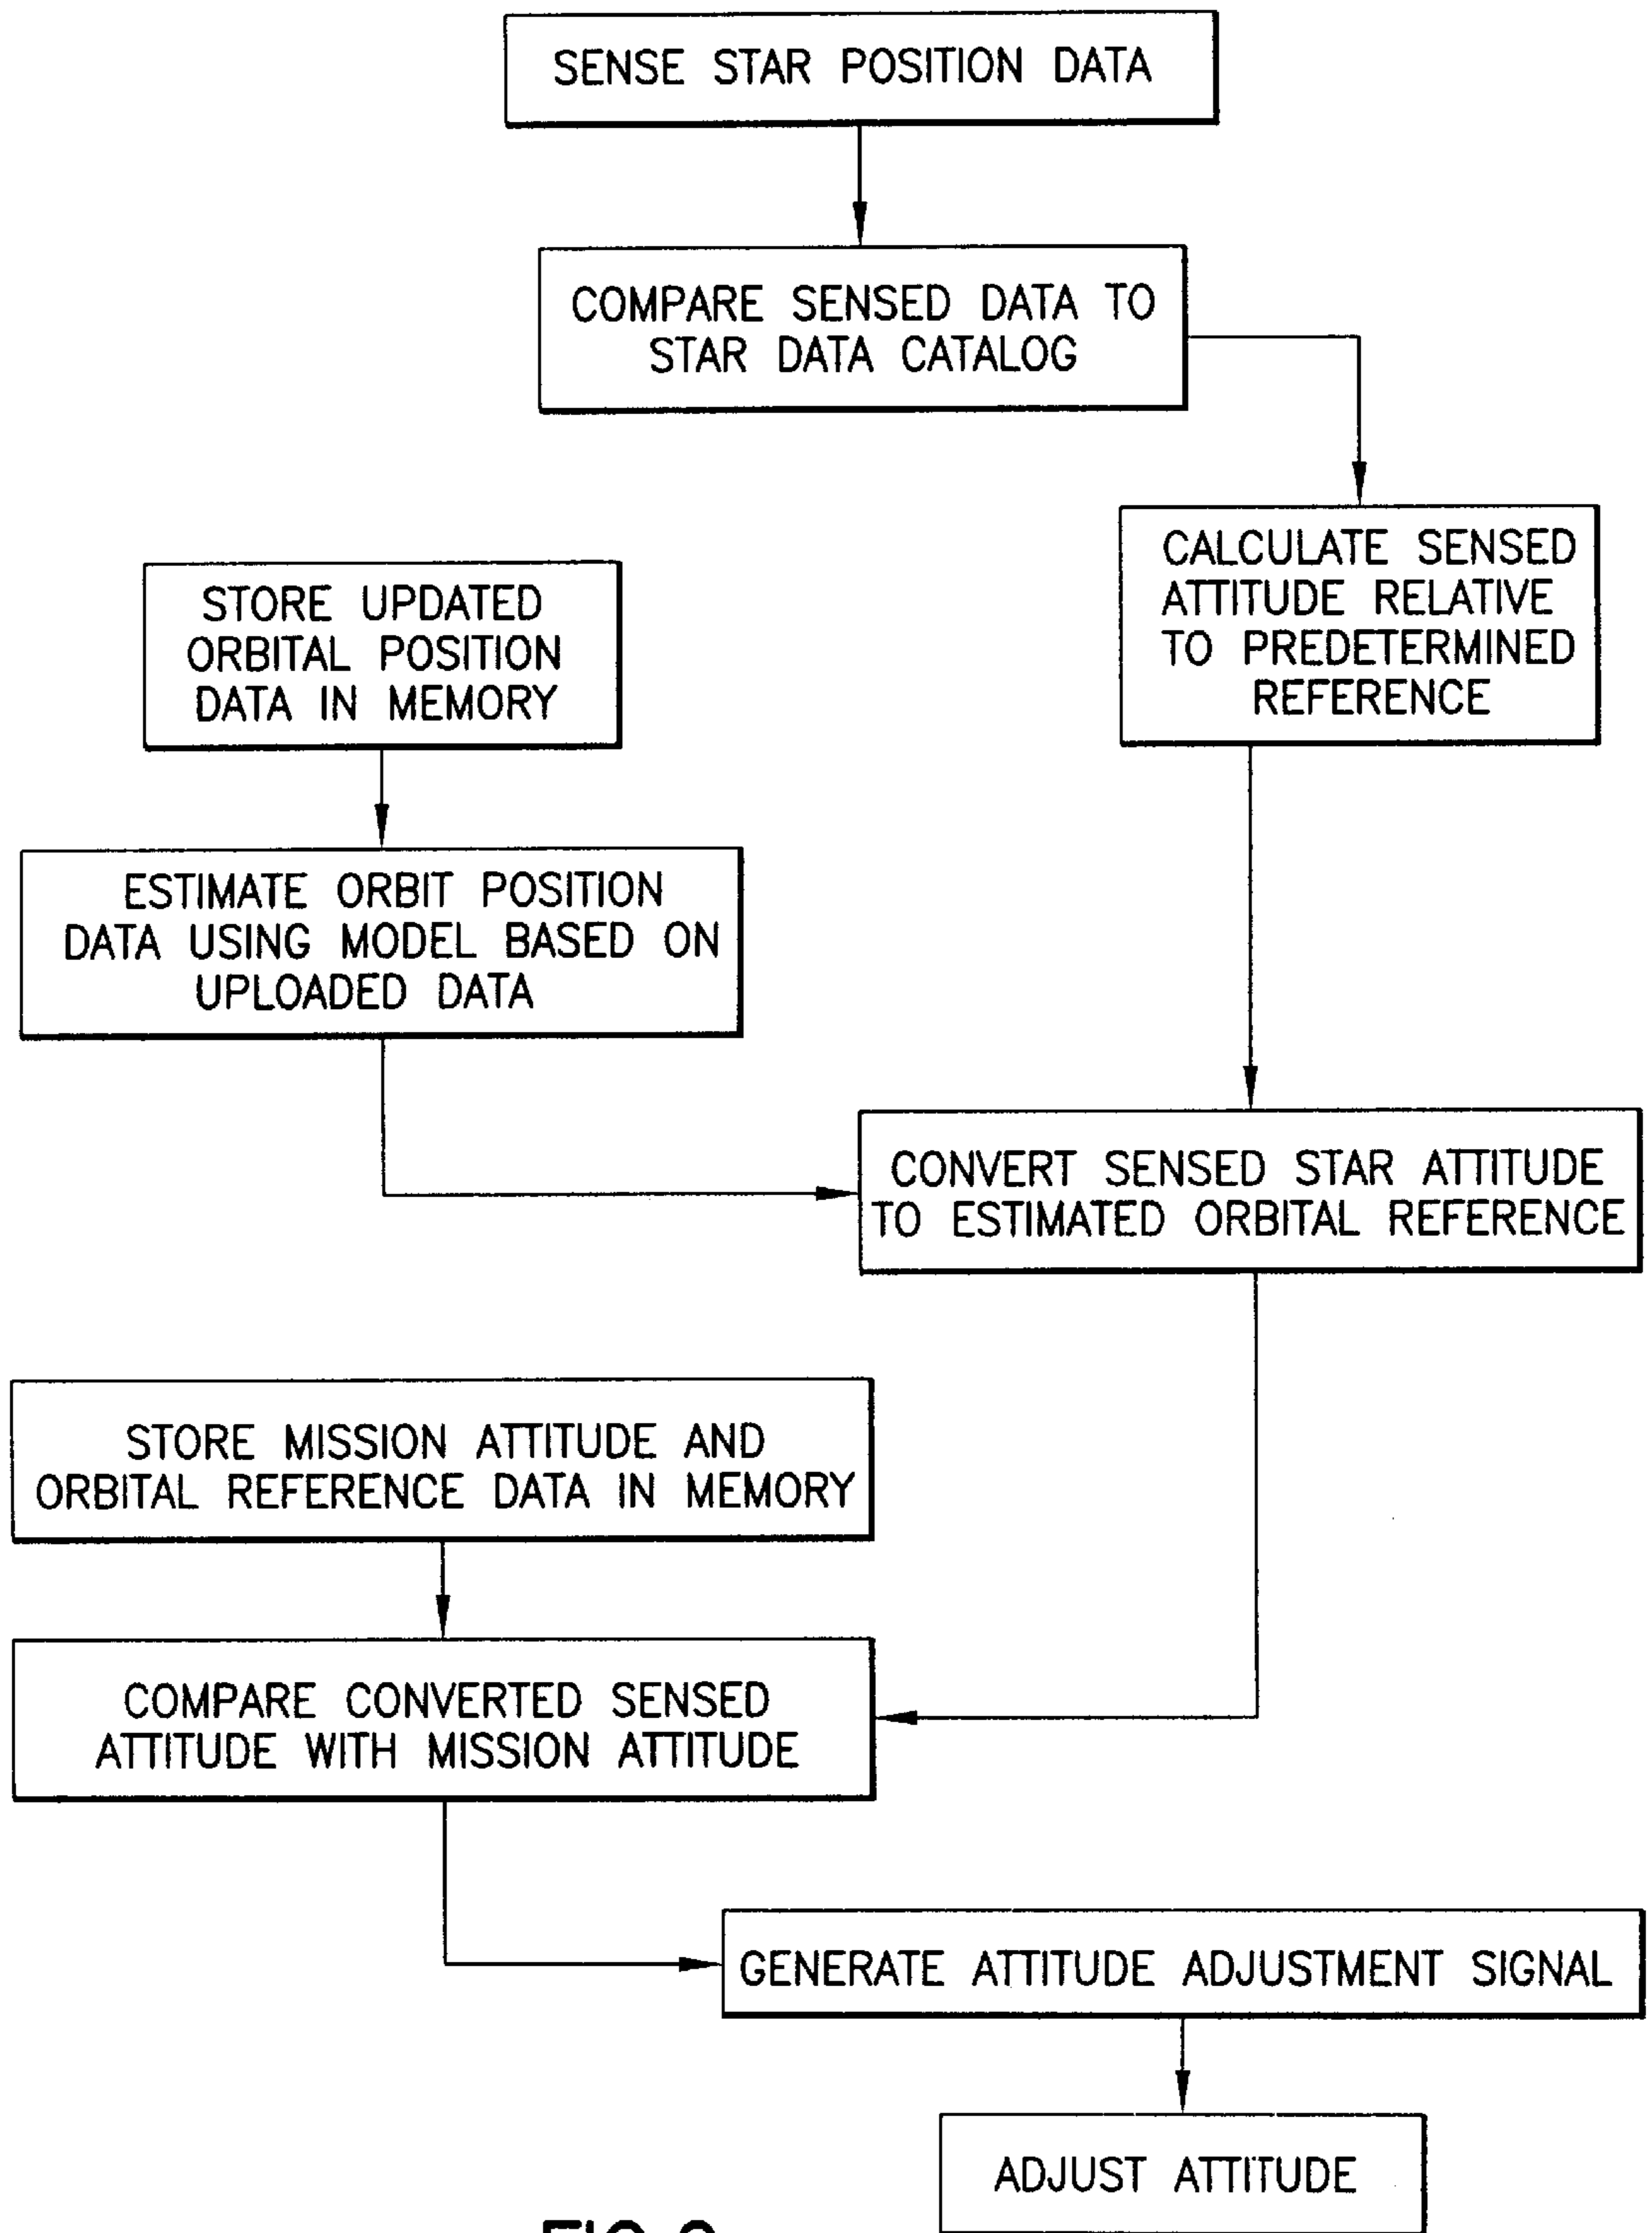 SENSE STAR POSITION DATA
COMPARE SENSED DATA TO
STAR DATA CATALOG
CALCULATE SENSED
ATTITUDE RELATIVE
TO PREDETERMINED
REFERENCE
STORE UPDATED
ORBITAL POSITION
DATA IN MEMORY
ESTIMATE ORBIT POSITION
DATA USING MODEL BASED ON
UPLOADED DATA
CONVERT SENSED STAR ATTITUDE
TO ESTIMATED ORBITAL REFERENCE
STORE MISSION ATTITUDE AND
ORBITAL REFERENCE DATA IN MEMORY
COMPARE CONVERTED SENSED
ATTITUDE WITH MISSION ATTITUDE
GENERATE ATTITUDE ADJUSTMENT SIGNAL
ADJUST ATTITUDE